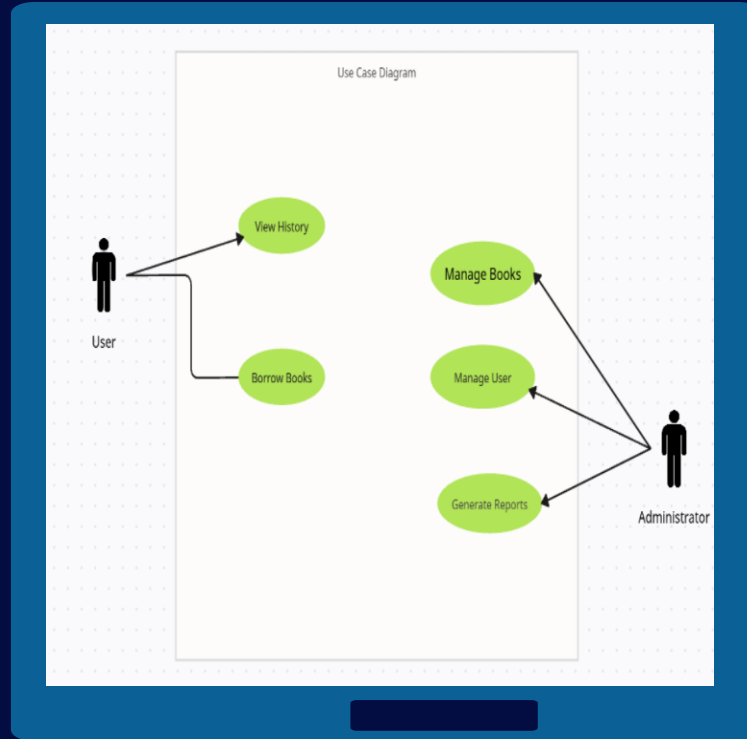 Use Case Diagram
View History
Manage Books
User
Borrow Books
Manage User
Generate Reports
Administrator